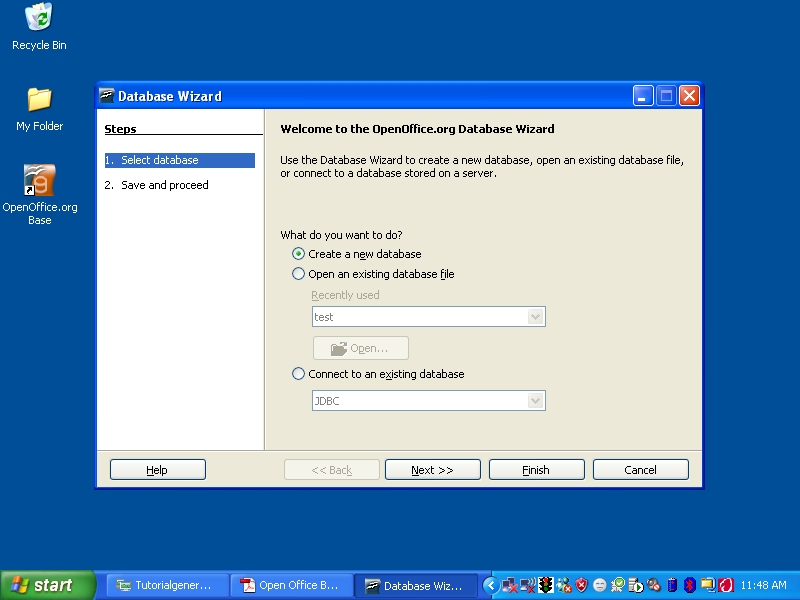 Recycle Bin
My Folder
OpenOffice.org
Base
Database Wizard
Steps
1. Select database
2. Save and proceed
Welcome to the OpenOffice.org Database Wizard
Use the Database Wizard to create a new database, open an existing database file,
or connect to a database stored on a server.
What do you want to do?
Create a new database
Open an existing database file
Recently used
test
Open...
Connect to an existing database
JDBC
Help
<< Back
Next >>
Finish
Cancel
start
Tutorialgener...
Open Office B...
Database Wiz...
11:48 AM